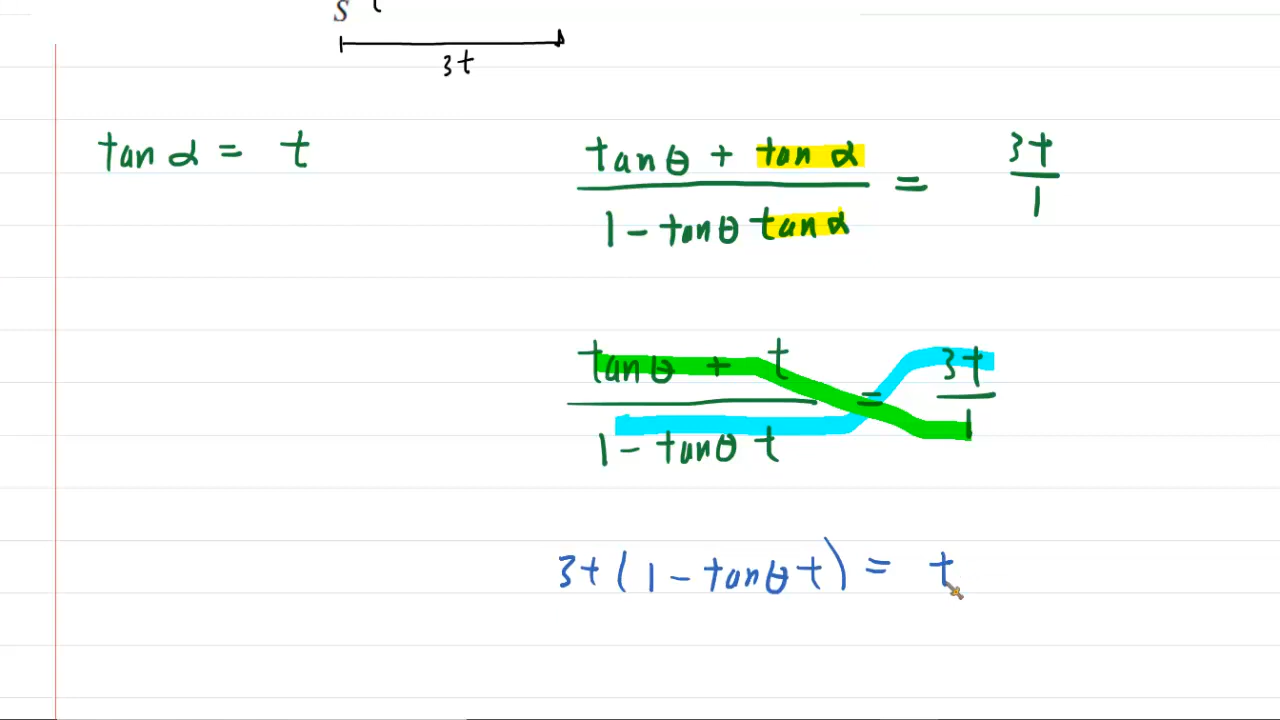 S t
3t
tan α = t
tanθ + tan α / 1 - tanθ tan α = 3t / 1
tanθ + t / 1 - tanθ t = 3t / 1
3t ( 1 - tanθ t ) = t